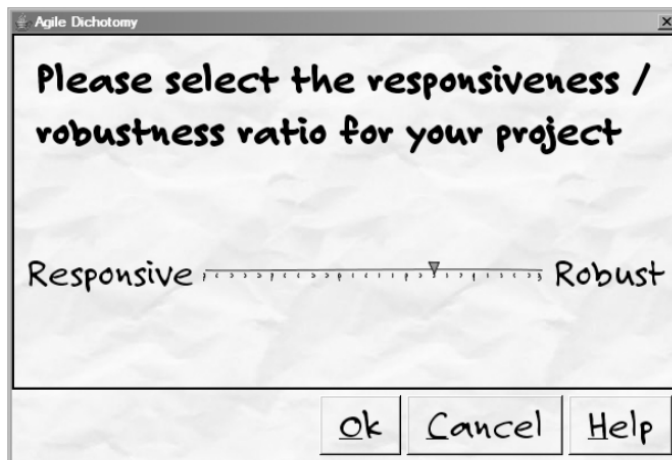 Agile Dichotomy
Please select the responsiveness /
robustness ratio for your project
Responsive Robust
Ok Cancel Help